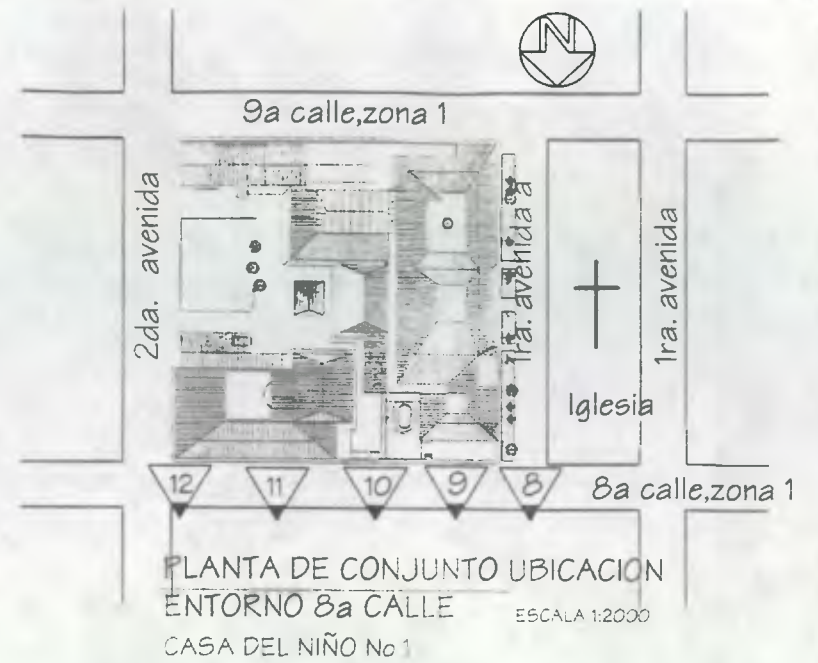 N
9a calle,zona 1
2da. avenida
1ra. avenida a
1ra. avenida
Iglesia
12 11 10 9 8
8a calle,zona 1
PLANTA DE CONJUNTO UBICACION
ENTORNO 8a CALLE ESCALA 1:2000
CASA DEL NIÑO No 1